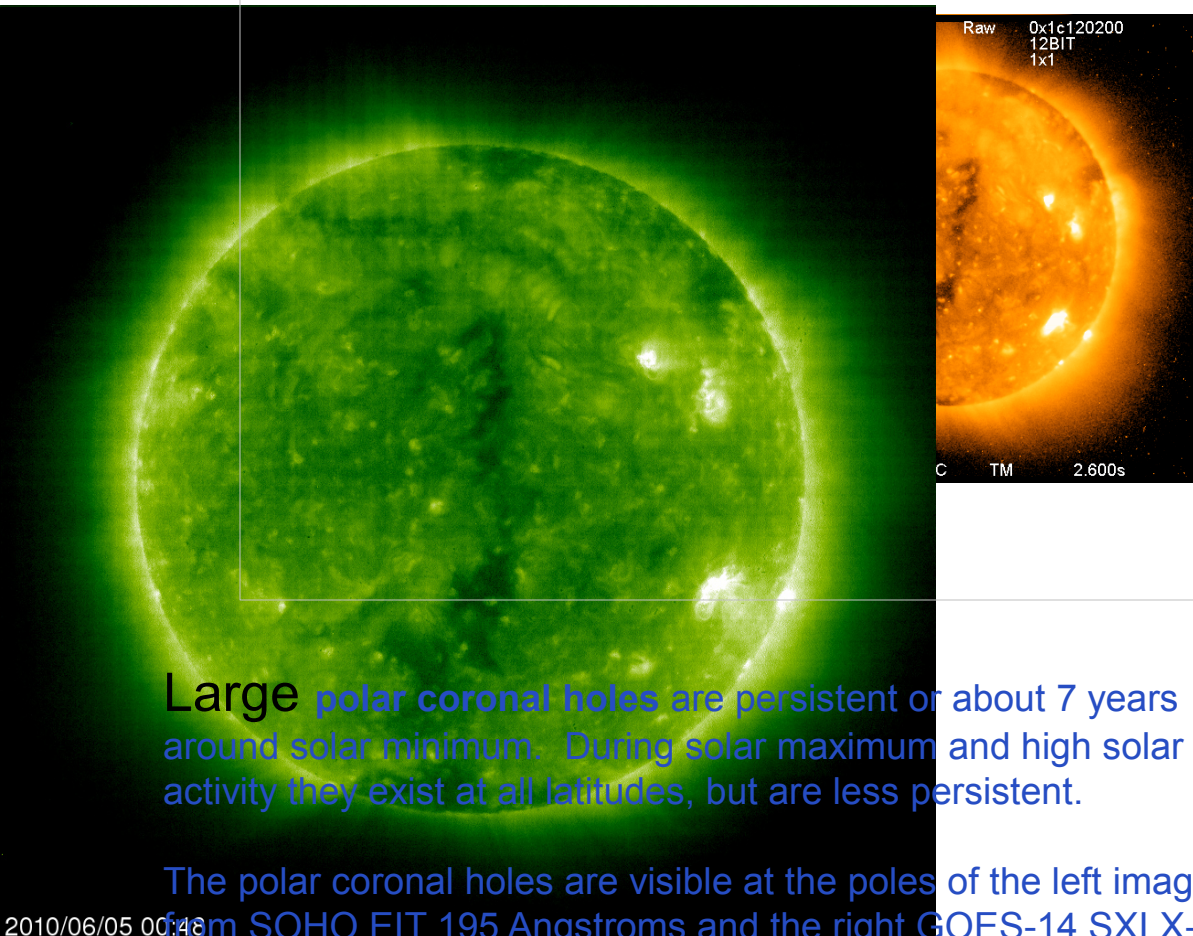 Raw 0x1c120200
12BIT
1x1
C TM 2.600s
Large polar coronal holes are persistent or about 7 years
around solar minimum. During solar maximum and high solar
activity they exist at all latitudes, but are less persistent.
The polar coronal holes are visible at the poles of the left imag
from SOHO EIT 195 Angstroms and the right GOES-14 SXI X-
2010/06/05 00:48